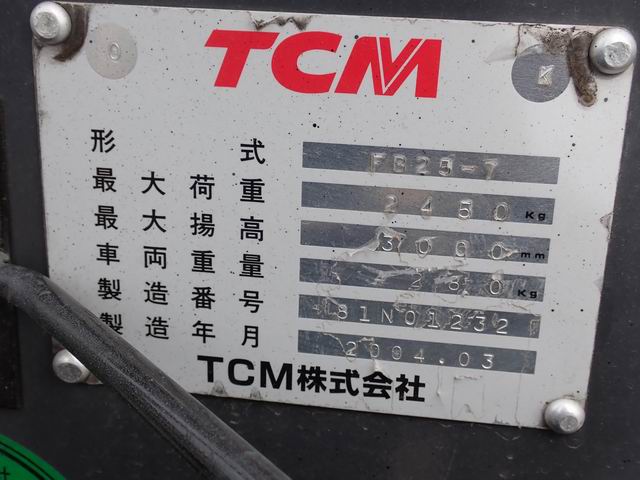 TCM
O
K
形式 FB25-7
最大荷重 2450 Kg
最大揚高 3000 mm
車両重量 Kg
製造番号 81N01232
製造年月 2004.03
TCM株式会社